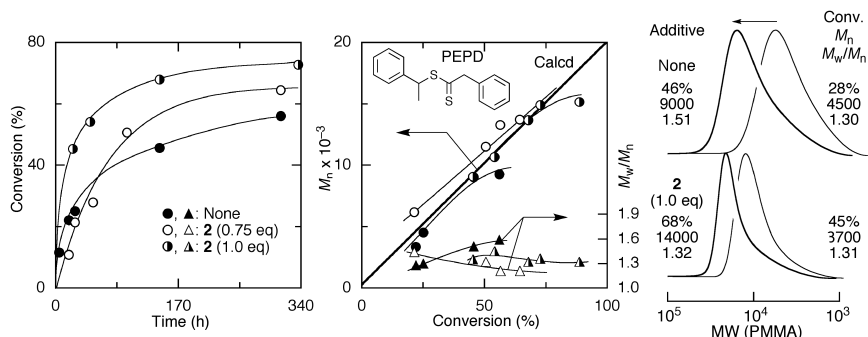 80
40
0
Conversion (%)
0
170
340
Time (h)
●, ▲: None
○, △: 2 (0.75 eq)
◑, ◮: 2 (1.0 eq)
20
10
0
Mn x 10⁻³
PEPD
S
S
Calcd
Mw/Mn
1.9
1.6
1.3
1.0
0
50
100
Conversion (%)
Additive
None
46%
9000
1.51
Conv.
Mn
Mw/Mn
28%
4500
1.30
2
(1.0 eq)
68%
14000
1.32
45%
3700
1.31
10⁵
10⁴
10³
MW (PMMA)